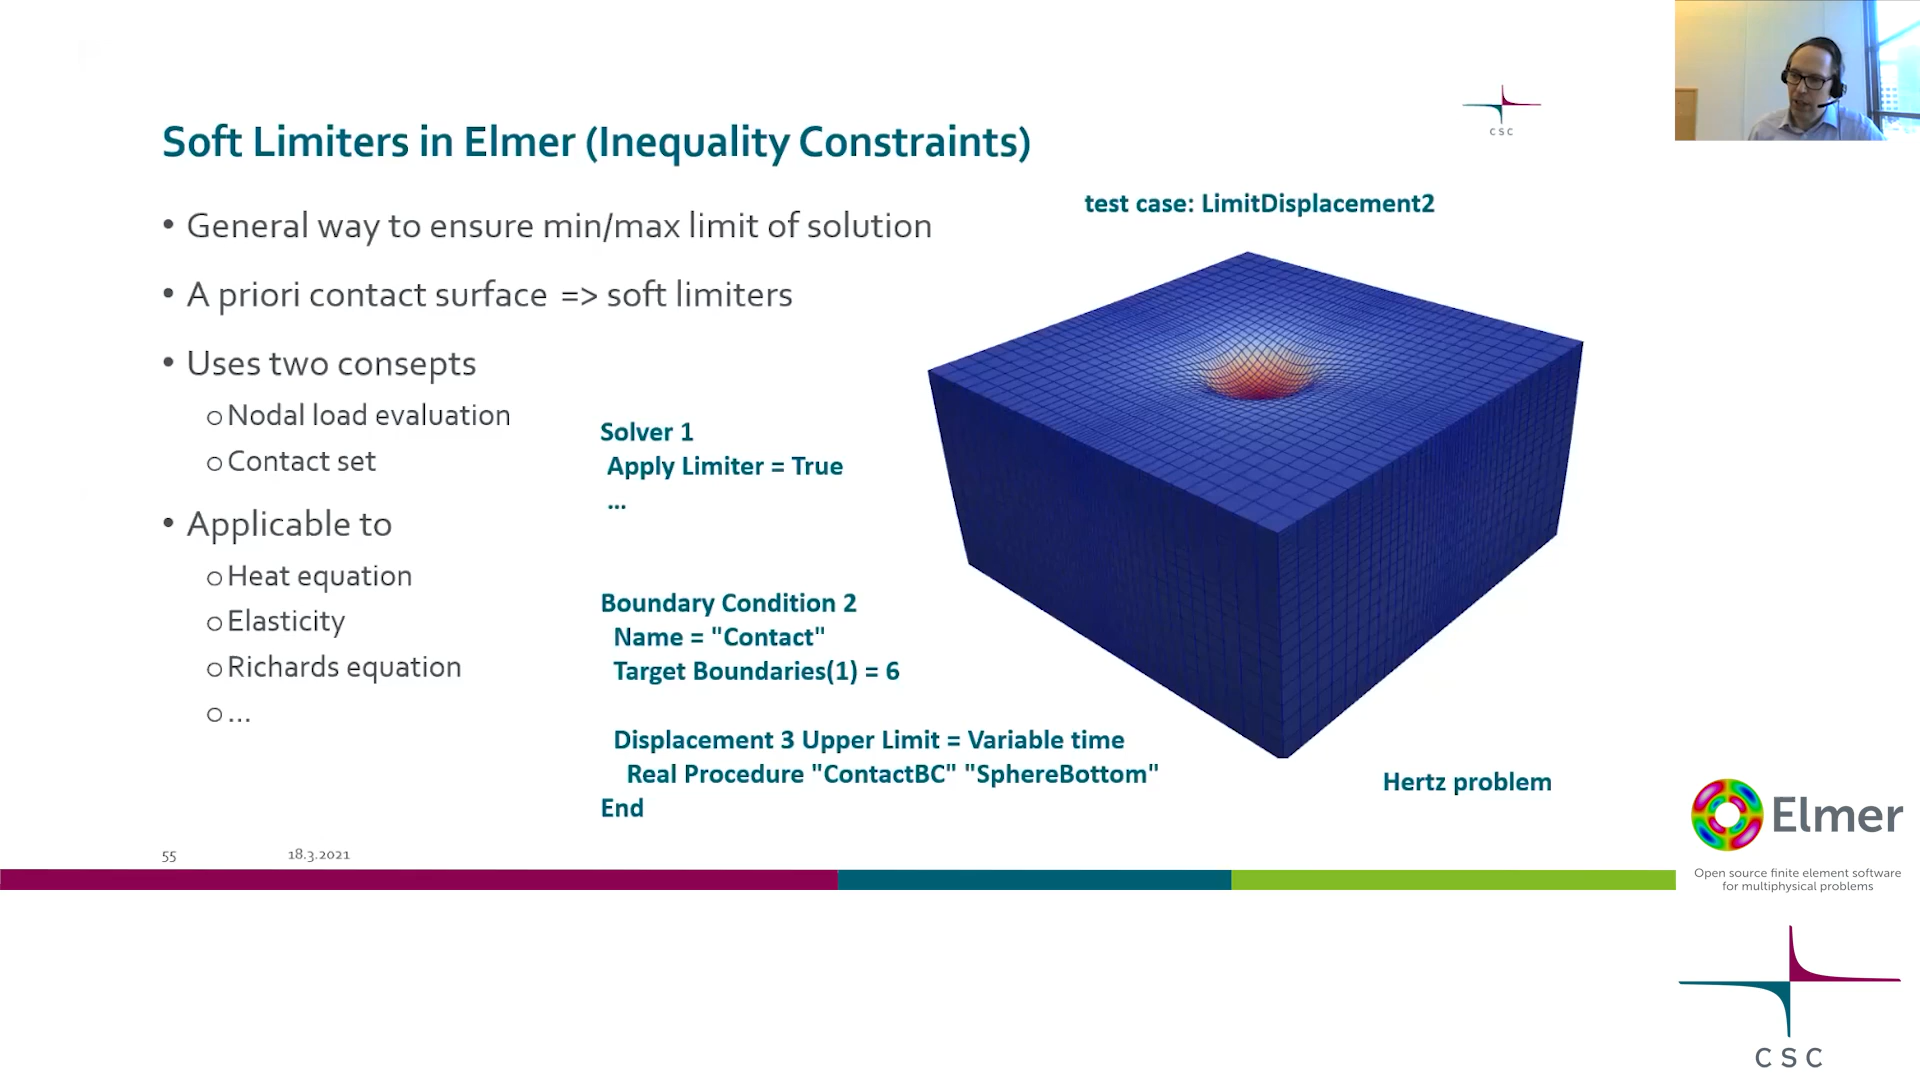 Soft Limiters in Elmer (Inequality Constraints)
CSC
test case: LimitDisplacement2
• General way to ensure min/max limit of solution
• A priori contact surface => soft limiters
• Uses two consepts
o Nodal load evaluation
o Contact set
• Applicable to
o Heat equation
o Elasticity
o Richards equation
o ...
Solver 1
Apply Limiter = True
...
Boundary Condition 2
Name = "Contact"
Target Boundaries(1) = 6
Displacement 3 Upper Limit = Variable time
Real Procedure "ContactBC" "SphereBottom"
End
Hertz problem
55 18.3.2021
Elmer
Open source finite element software
for multiphysical problems
CSC